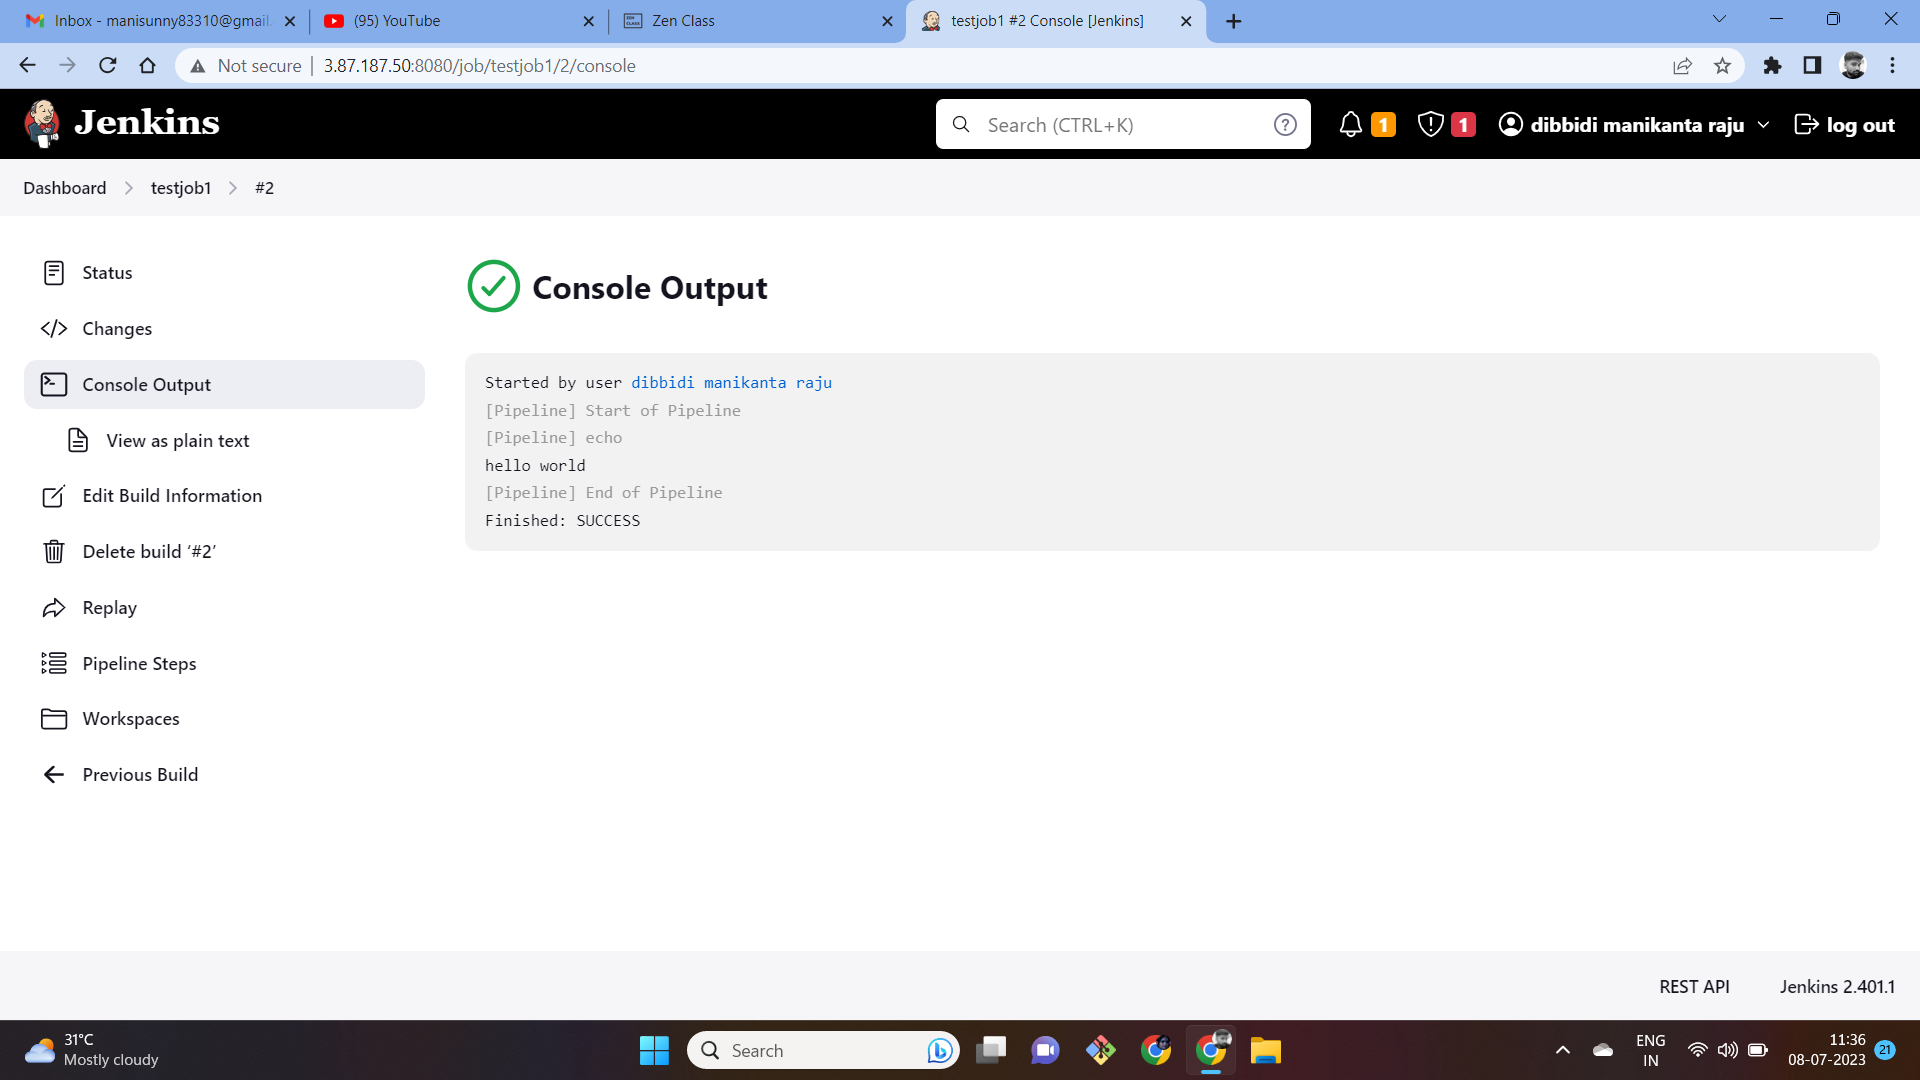 Inbox - manisunny83310@gmail.
(95) YouTube
Zen Class
testjob1 #2 Console [Jenkins]
Not secure
3.87.187.50:8080/job/testjob1/2/console
Jenkins
Search (CTRL+K)
?
1
1
dibbidi manikanta raju
log out
Dashboard
testjob1
#2
Status
Changes
Console Output
View as plain text
Edit Build Information
Delete build ‘#2’
Replay
Pipeline Steps
Workspaces
Previous Build
Console Output
Started by user dibbidi manikanta raju
[Pipeline] Start of Pipeline
[Pipeline] echo
hello world
[Pipeline] End of Pipeline
Finished: SUCCESS
REST API
Jenkins 2.401.1
31°C
Mostly cloudy
Search
ENG
IN
11:36
08-07-2023
21